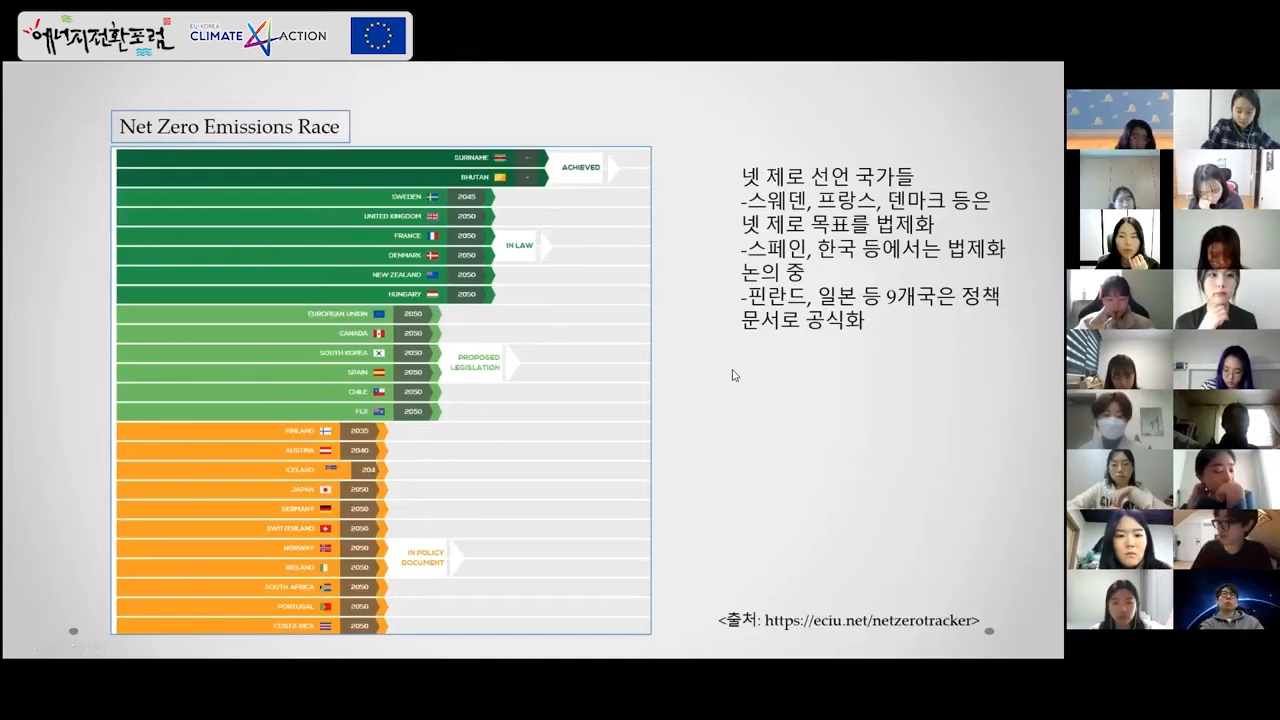 에너지전환포럼
EU-KOREA
CLIMATE ACTION
Net Zero Emissions Race
SURINAME -
BHUTAN -
ACHIEVED
SWEDEN 2045
UNITED KINGDOM 2050
FRANCE 2050
DENMARK 2050
NEW ZEALAND 2050
HUNGARY 2050
IN LAW
EUROPEAN UNION 2050
CANADA 2050
SOUTH KOREA 2050
SPAIN 2050
CHILE 2050
FIJI 2050
PROPOSED
LEGISLATION
FINLAND 2035
AUSTRIA 2040
ICELAND 204
JAPAN 2050
GERMANY 2050
SWITZERLAND 2050
NORWAY 2050
IRELAND 2050
SOUTH AFRICA 2050
PORTUGAL 2050
COSTA RICA 2050
IN POLICY
DOCUMENT
넷 제로 선언 국가들
-스웨덴, 프랑스, 덴마크 등은
넷 제로 목표를 법제화
-스페인, 한국 등에서는 법제화
논의 중
-핀란드, 일본 등 9개국은 정책
문서로 공식화
<출처: https://eciu.net/netzerotracker>